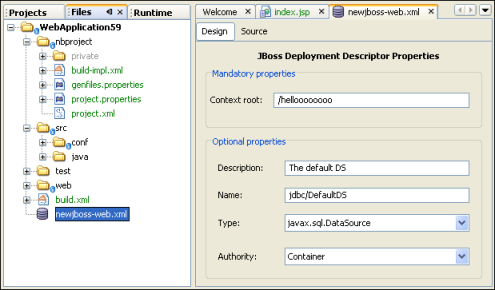 Projects
Files
Runtime
WebApplication59
nbproject
private
build-impl.xml
genfiles.properties
project.properties
project.xml
src
conf
java
test
web
build.xml
newjboss-web.xml
Welcome
index.jsp
newjboss-web.xml
Design
Source
JBoss Deployment Descriptor Properties
Mandatory properties
Context root: /helloooooooo
Optional properties
Description: The default DS
Name: jdbc/DefaultDS
Type: javax.sql.DataSource
Authority: Container